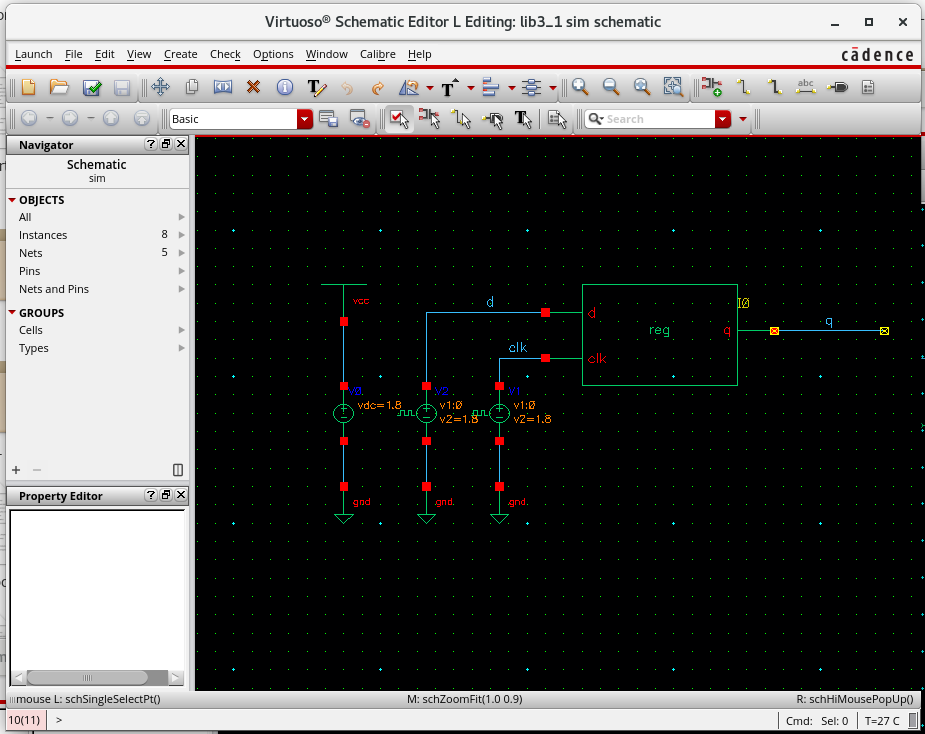 Virtuoso® Schematic Editor L Editing: lib3_1 sim schematic
Launch File Edit View Create Check Options Window Calibre Help
cādence
T T
abc
Basic
T
Search
Navigator
Schematic
sim
OBJECTS
All
Instances 8
Nets 5
Pins
Nets and Pins
GROUPS
Cells
Types
Property Editor
vcc
d
d
I0
reg
q
q
clk
clk
V0
V2
V1
vdc=1.8
v1:0
v2=1.8
v1:0
v2=1.8
gnd
gnd
gnd
mouse L: schSingleSelectPt() M: schZoomFit(1.0 0.9) R: schHiMousePopUp()
10(11) > Cmd: Sel: 0 T=27 C